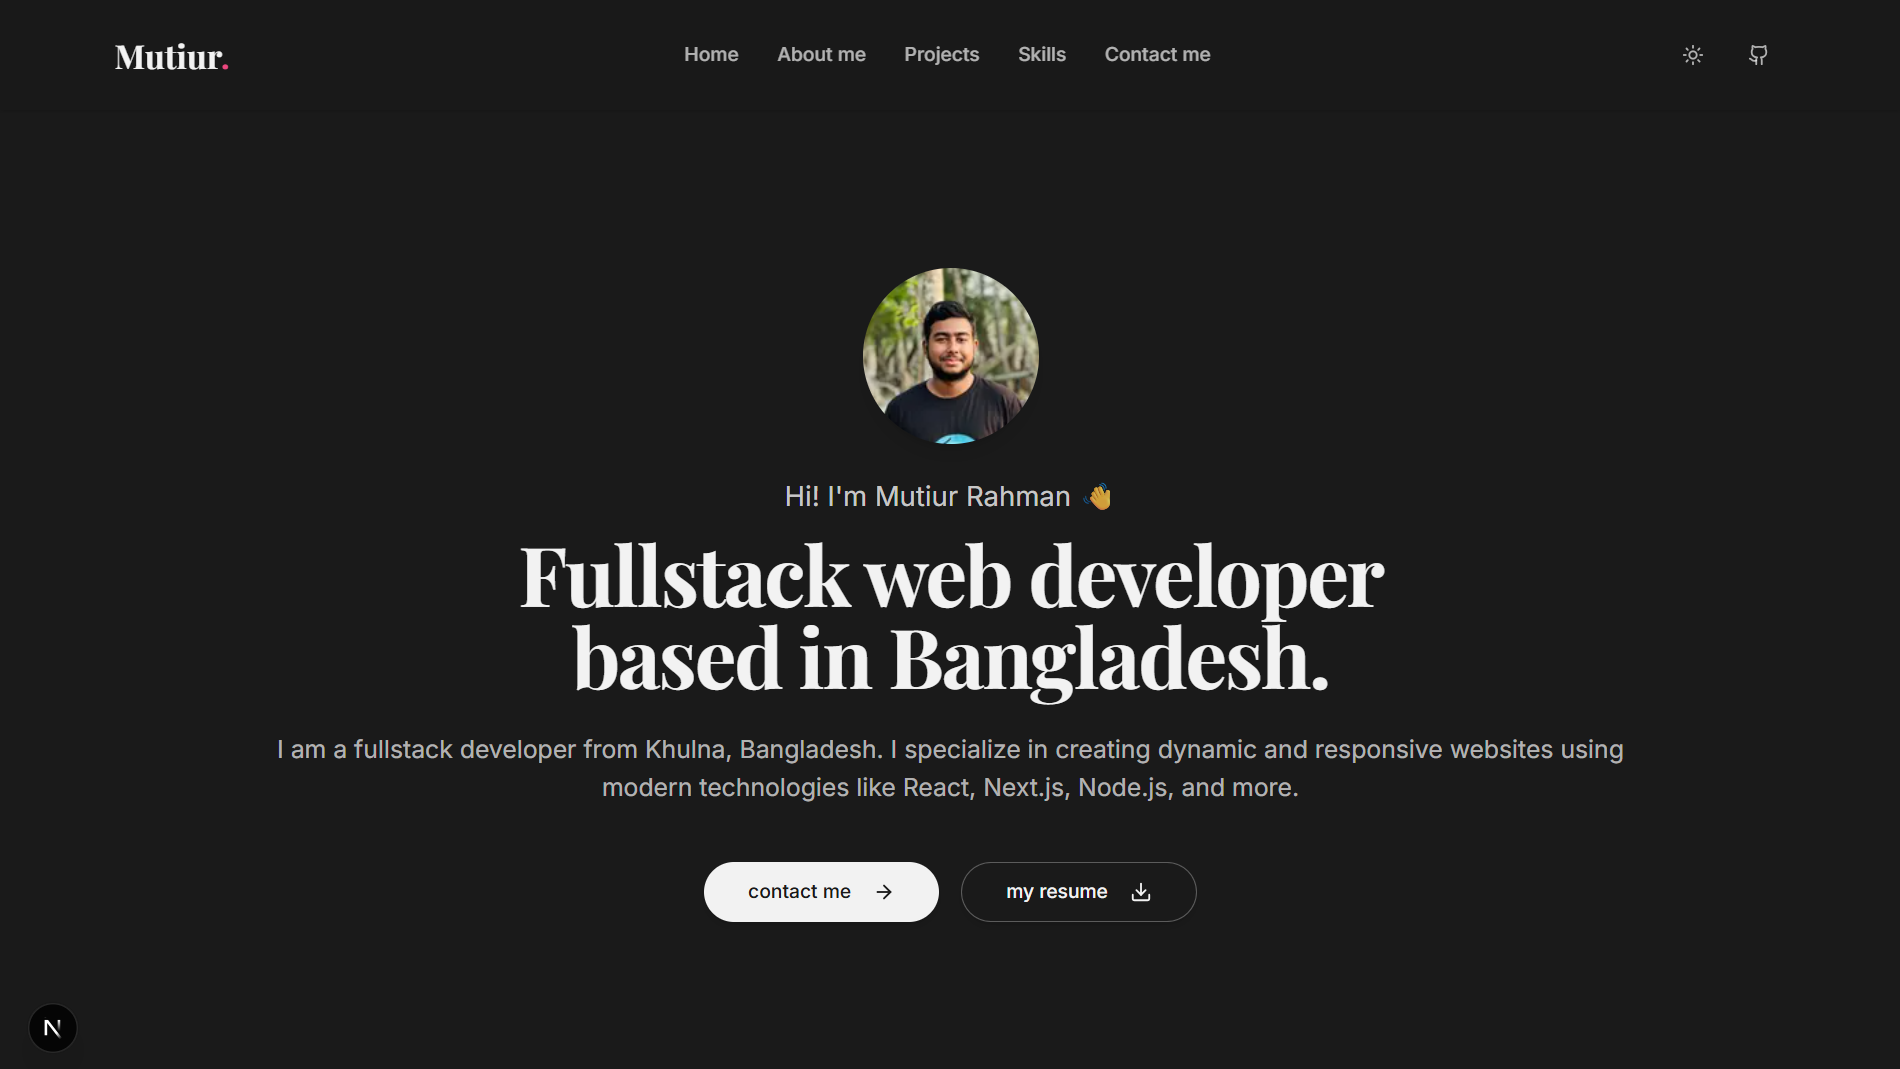 Mutiur.
Home
About me
Projects
Skills
Contact me
Hi! I'm Mutiur Rahman 👋
Fullstack web developer
based in Bangladesh.
I am a fullstack developer from Khulna, Bangladesh. I specialize in creating dynamic and responsive websites using
modern technologies like React, Next.js, Node.js, and more.
contact me →
my resume
N